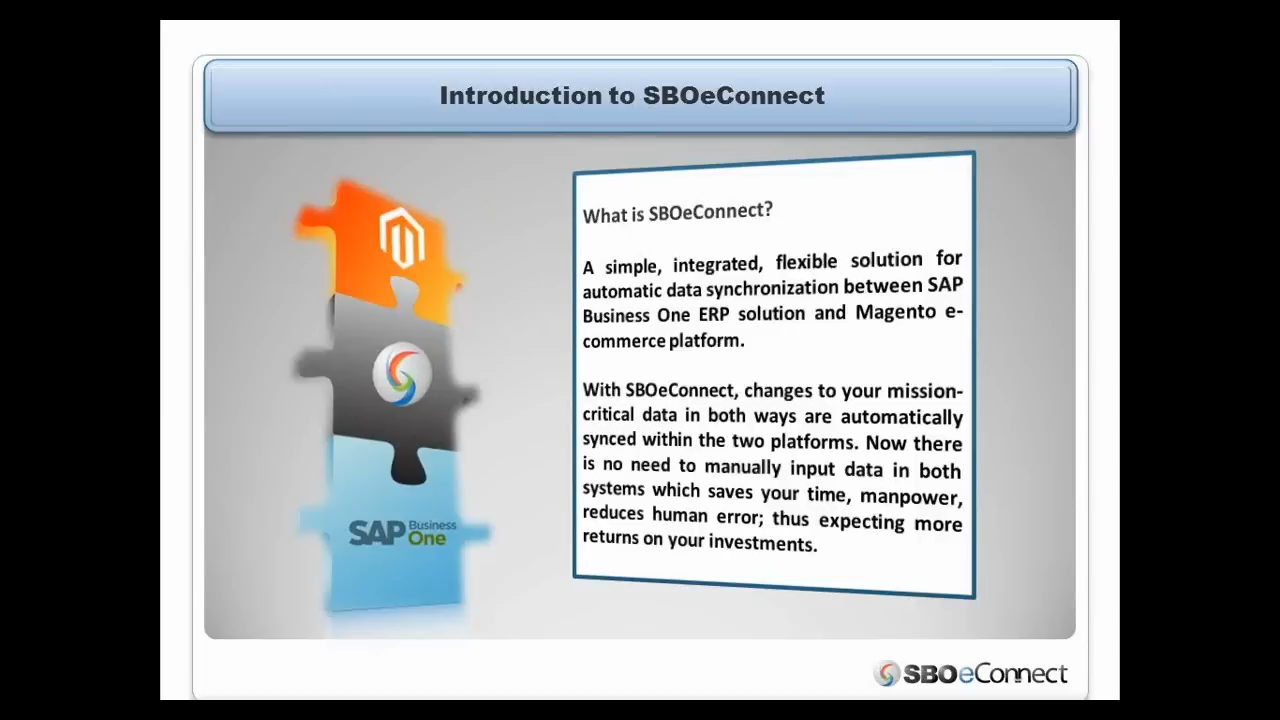 Introduction to SBOeConnect
What is SBOeConnect?
A simple, integrated, flexible solution for
automatic data synchronization between SAP
Business One ERP solution and Magento e-
commerce platform.
With SBOeConnect, changes to your mission-
critical data in both ways are automatically
synced within the two platforms. Now there
is no need to manually input data in both
systems which saves your time, manpower,
reduces human error; thus expecting more
returns on your investments.
SAP Business
One
SBOeConnect